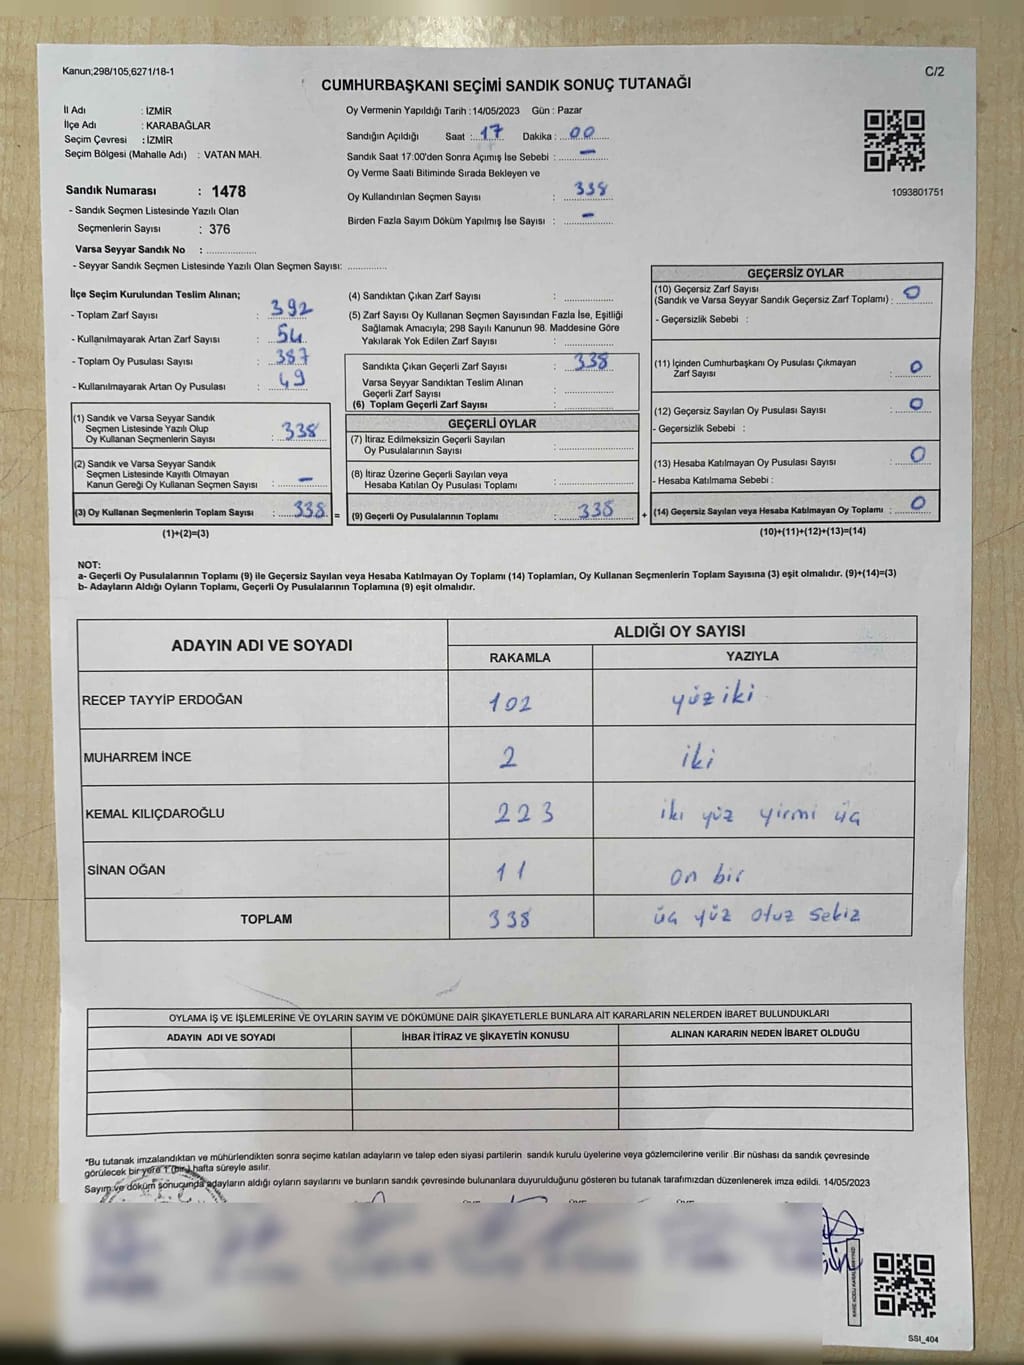 Kanun;298/105,6271/18-1
C/2
CUMHURBAŞKANI SEÇİMİ SANDIK SONUÇ TUTANAĞI
İl Adı : İZMİR
İlçe Adı : KARABAĞLAR
Seçim Çevresi : İZMİR
Seçim Bölgesi (Mahalle Adı) : VATAN MAH.
Sandık Numarası : 1478
- Sandık Seçmen Listesinde Yazılı Olan
Seçmenlerin Sayısı : 376
Varsa Seyyar Sandık No : ..................
- Seyyar Sandık Seçmen Listesinde Yazılı Olan Seçmen Sayısı: ..............
Oy Vermenin Yapıldığı Tarih : 14/05/2023 Gün : Pazar
Sandığın Açıldığı Saat : 17 Dakika : 00
Sandık Saat 17:00'den Sonra Açımış İse Sebebi : -
Oy Verme Saati Bitiminde Sırada Bekleyen ve
Oy Kullandırılan Seçmen Sayısı : 338
Birden Fazla Sayım Döküm Yapılmış İse Sayısı : -
1093801751
İlçe Seçim Kurulundan Teslim Alınan;
- Toplam Zarf Sayısı : 392
- Kullanılmayarak Artan Zarf Sayısı : 54
- Toplam Oy Pusulası Sayısı : 387
- Kullanılmayarak Artan Oy Pusulası : 49
(1) Sandık ve Varsa Seyyar Sandık
Seçmen Listesinde Yazılı Olup
Oy Kullanan Seçmenlerin Sayısı : 338
(2) Sandık ve Varsa Seyyar Sandık
Seçmen Listesinde Kayıtlı Olmayan
Kanun Gereği Oy Kullanan Seçmen Sayısı : -
(3) Oy Kullanan Seçmenlerin Toplam Sayısı : 338 =
(1)+(2)=(3)
(4) Sandıktan Çıkan Zarf Sayısı : ..................
(5) Zarf Sayısı Oy Kullanan Seçmen Sayısından Fazla İse, Eşitliği
Sağlamak Amacıyla; 298 Sayılı Kanunun 98. Maddesine Göre
Yakılarak Yok Edilen Zarf Sayısı : ..................
Sandıkta Çıkan Geçerli Zarf Sayısı : 338
Varsa Seyyar Sandıktan Teslim Alınan
Geçerli Zarf Sayısı : ..................
(6) Toplam Geçerli Zarf Sayısı : ..................
GEÇERLİ OYLAR
(7) İtiraz Edilmeksizin Geçerli Sayılan
Oy Pusulalarının Sayısı : ..................
(8) İtiraz Üzerine Geçerli Sayılan veya
Hesaba Katılan Oy Pusulası Toplamı : ..................
(9) Geçerli Oy Pusulalarının Toplamı : 338 +
GEÇERSİZ OYLAR
(10) Geçersiz Zarf Sayısı
(Sandık ve Varsa Seyyar Sandık Geçersiz Zarf Toplamı) : 0
- Geçersizlik Sebebi :
(11) İçinden Cumhurbaşkanı Oy Pusulası Çıkmayan
Zarf Sayısı : 0
(12) Geçersiz Sayılan Oy Pusulası Sayısı : 0
- Geçersizlik Sebebi :
(13) Hesaba Katılmayan Oy Pusulası Sayısı : 0
- Hesaba Katılmama Sebebi :
(14) Geçersiz Sayılan veya Hesaba Katılmayan Oy Toplamı : 0
(10)+(11)+(12)+(13)=(14)
NOT:
a- Geçerli Oy Pusulalarının Toplamı (9) ile Geçersiz Sayılan veya Hesaba Katılmayan Oy Toplamı (14) Toplamları, Oy Kullanan Seçmenlerin Toplam Sayısına (3) eşit olmalıdır. (9)+(14)=(3)
b- Adayların Aldığı Oyların Toplamı, Geçerli Oy Pusulalarının Toplamına (9) eşit olmalıdır.
ADAYIN ADI VE SOYADI ALDIĞI OY SAYISI
RAKAMLA YAZIYLA
RECEP TAYYİP ERDOĞAN 102 yüz iki
MUHARREM İNCE 2 iki
KEMAL KILIÇDAROĞLU 223 iki yüz yirmi üç
SİNAN OĞAN 11 on bir
TOPLAM 338 üç yüz otuz sekiz
OYLAMA İŞ VE İŞLEMLERİNE VE OYLARIN SAYIM VE DÖKÜMÜNE DAİR ŞİKAYETLERLE BUNLARA AİT KARARLARIN NELERDEN İBARET BULUNDUKLARI
ADAYIN ADI VE SOYADI İHBAR İTİRAZ VE ŞİKAYETİN KONUSU ALINAN KARARIN NEDEN İBARET OLDUĞU
*Bu tutanak imzalandıktan ve mühürlendikten sonra seçime katılan adayların ve talep eden siyasi partilerin sandık kurulu üyelerine veya gözlemcilerine verilir. Bir nüshası da sandık çevresinde
görülecek bir yere 1 (bir) hafta süreyle asılır.
Sayım ve döküm sonucunda adayların aldığı oyların sayılarını ve bunların sandık çevresinde bulunanlara duyurulduğunu gösteren bu tutanak tarafımızdan düzenlenerek imza edildi. 14/05/2023
SSI_404